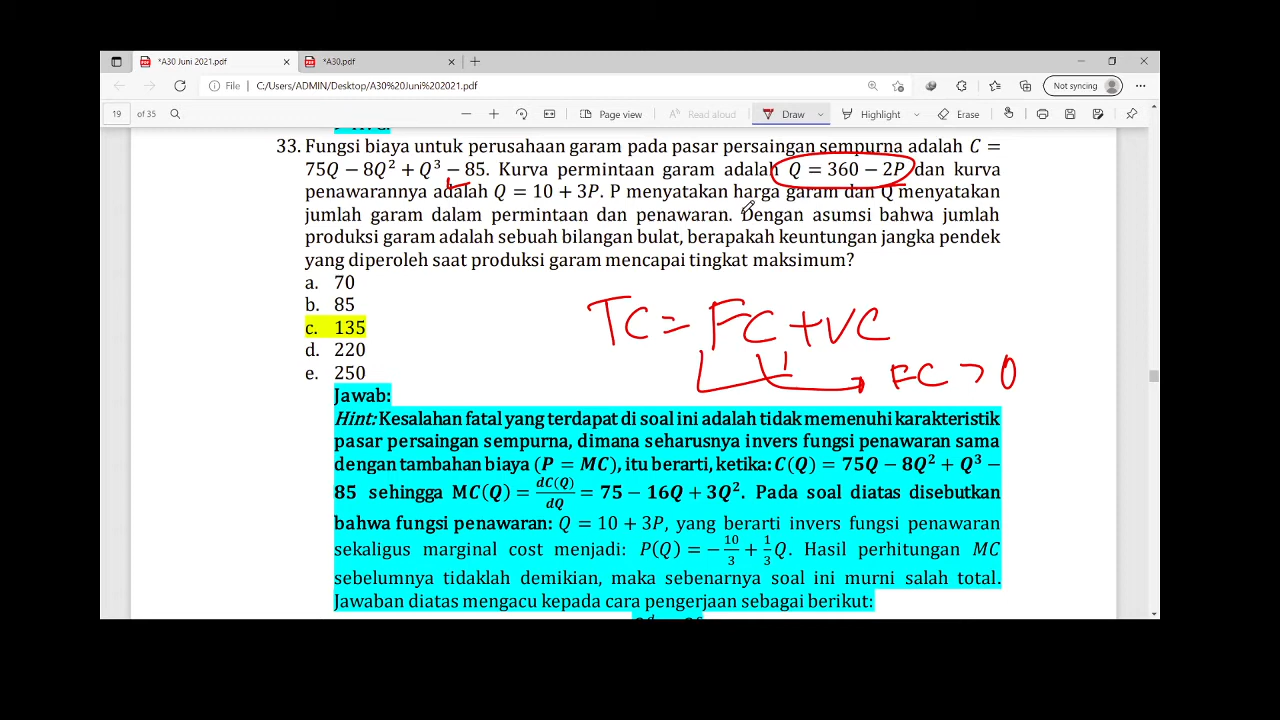 *A30 Juni 2021.pdf
*A30.pdf
File
C:/Users/ADMIN/Desktop/A30%20Juni%202021.pdf
Not syncing
19 of 35
Page view
Read aloud
Draw
Highlight
Erase
33. Fungsi biaya untuk perusahaan garam pada pasar persaingan sempurna adalah C =
75Q − 8Q² + Q³ − 85. Kurva permintaan garam adalah Q = 360 − 2P dan kurva
penawarannya adalah Q = 10 + 3P. P menyatakan harga garam dan Q menyatakan
jumlah garam dalam permintaan dan penawaran. Dengan asumsi bahwa jumlah
produksi garam adalah sebuah bilangan bulat, berapakah keuntungan jangka pendek
yang diperoleh saat produksi garam mencapai tingkat maksimum?
a. 70
b. 85
c. 135
d. 220
e. 250
TC = FC + VC
FC > 0
Jawab:
Hint: Kesalahan fatal yang terdapat di soal ini adalah tidak memenuhi karakteristik
pasar persaingan sempurna, dimana seharusnya invers fungsi penawaran sama
dengan tambahan biaya (P = MC), itu berarti, ketika: C(Q) = 75Q − 8Q² + Q³ −
85 sehingga MC(Q) = dC(Q)/dQ = 75 − 16Q + 3Q². Pada soal diatas disebutkan
bahwa fungsi penawaran: Q = 10 + 3P, yang berarti invers fungsi penawaran
sekaligus marginal cost menjadi: P(Q) = −10/3 + 1/3 Q. Hasil perhitungan MC
sebelumnya tidaklah demikian, maka sebenarnya soal ini murni salah total.
Jawaban diatas mengacu kepada cara pengerjaan sebagai berikut: